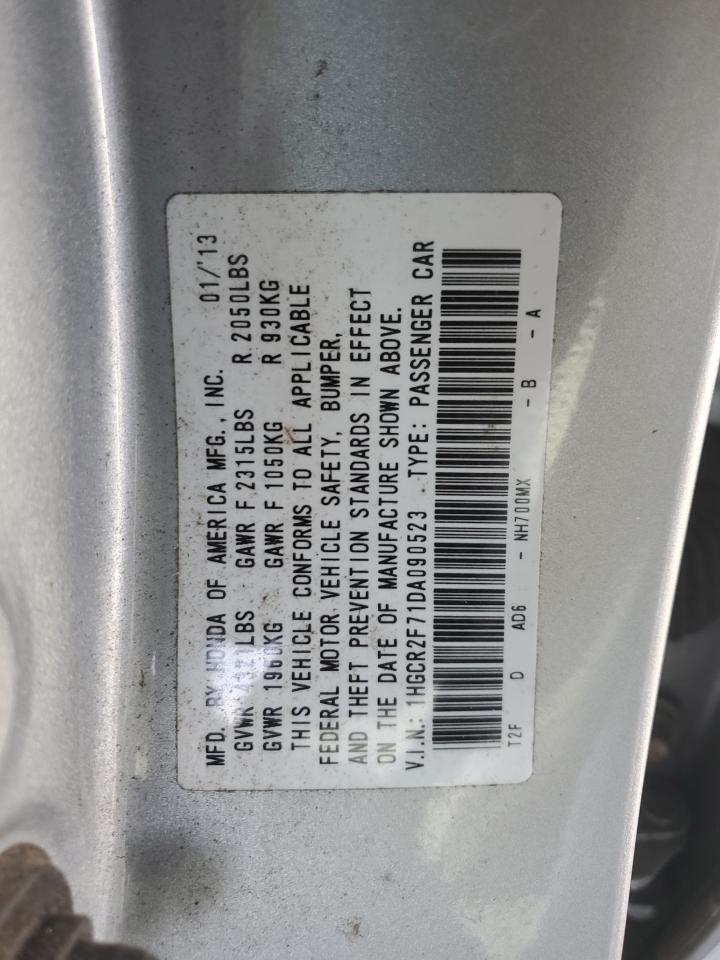 MFD. BY HONDA OF AMERICA MFG., INC. 01/'13
GVWR LBS GAWR F 2315LBS R 2050LBS
GVWR 1960KG GAWR F 1050KG R 930KG
THIS VEHICLE CONFORMS TO ALL APPLICABLE
FEDERAL MOTOR VEHICLE SAFETY, BUMPER,
AND THEFT PREVENTION STANDARDS IN EFFECT
ON THE DATE OF MANUFACTURE SHOWN ABOVE.
V.I.N.: 1HGCR2F71DA090523 TYPE: PASSENGER CAR
T2F D AD6 - NH700MX - B - A